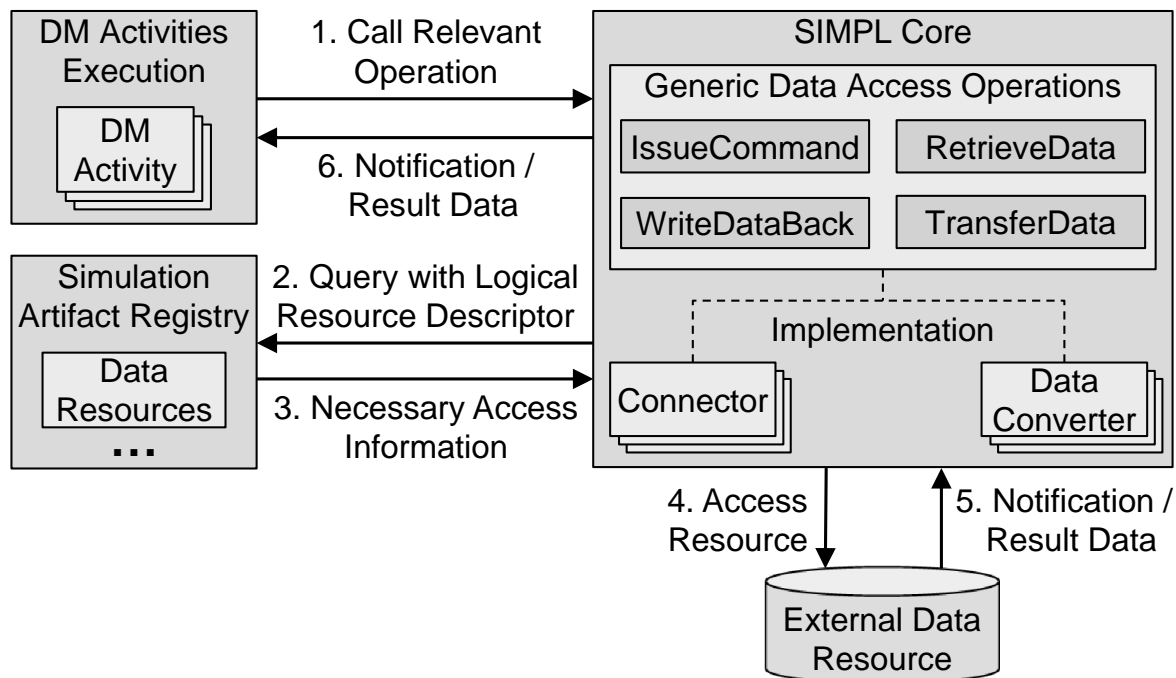 DM Activities
Execution
DM
Activity
1. Call Relevant
Operation
6. Notification /
Result Data
SIMPL Core
Generic Data Access Operations
IssueCommand
RetrieveData
WriteDataBack
TransferData
Implementation
Connector
Data
Converter
Simulation
Artifact Registry
Data
Resources
...
2. Query with Logical
Resource Descriptor
3. Necessary Access
Information
4. Access
Resource
5. Notification /
Result Data
External Data
Resource